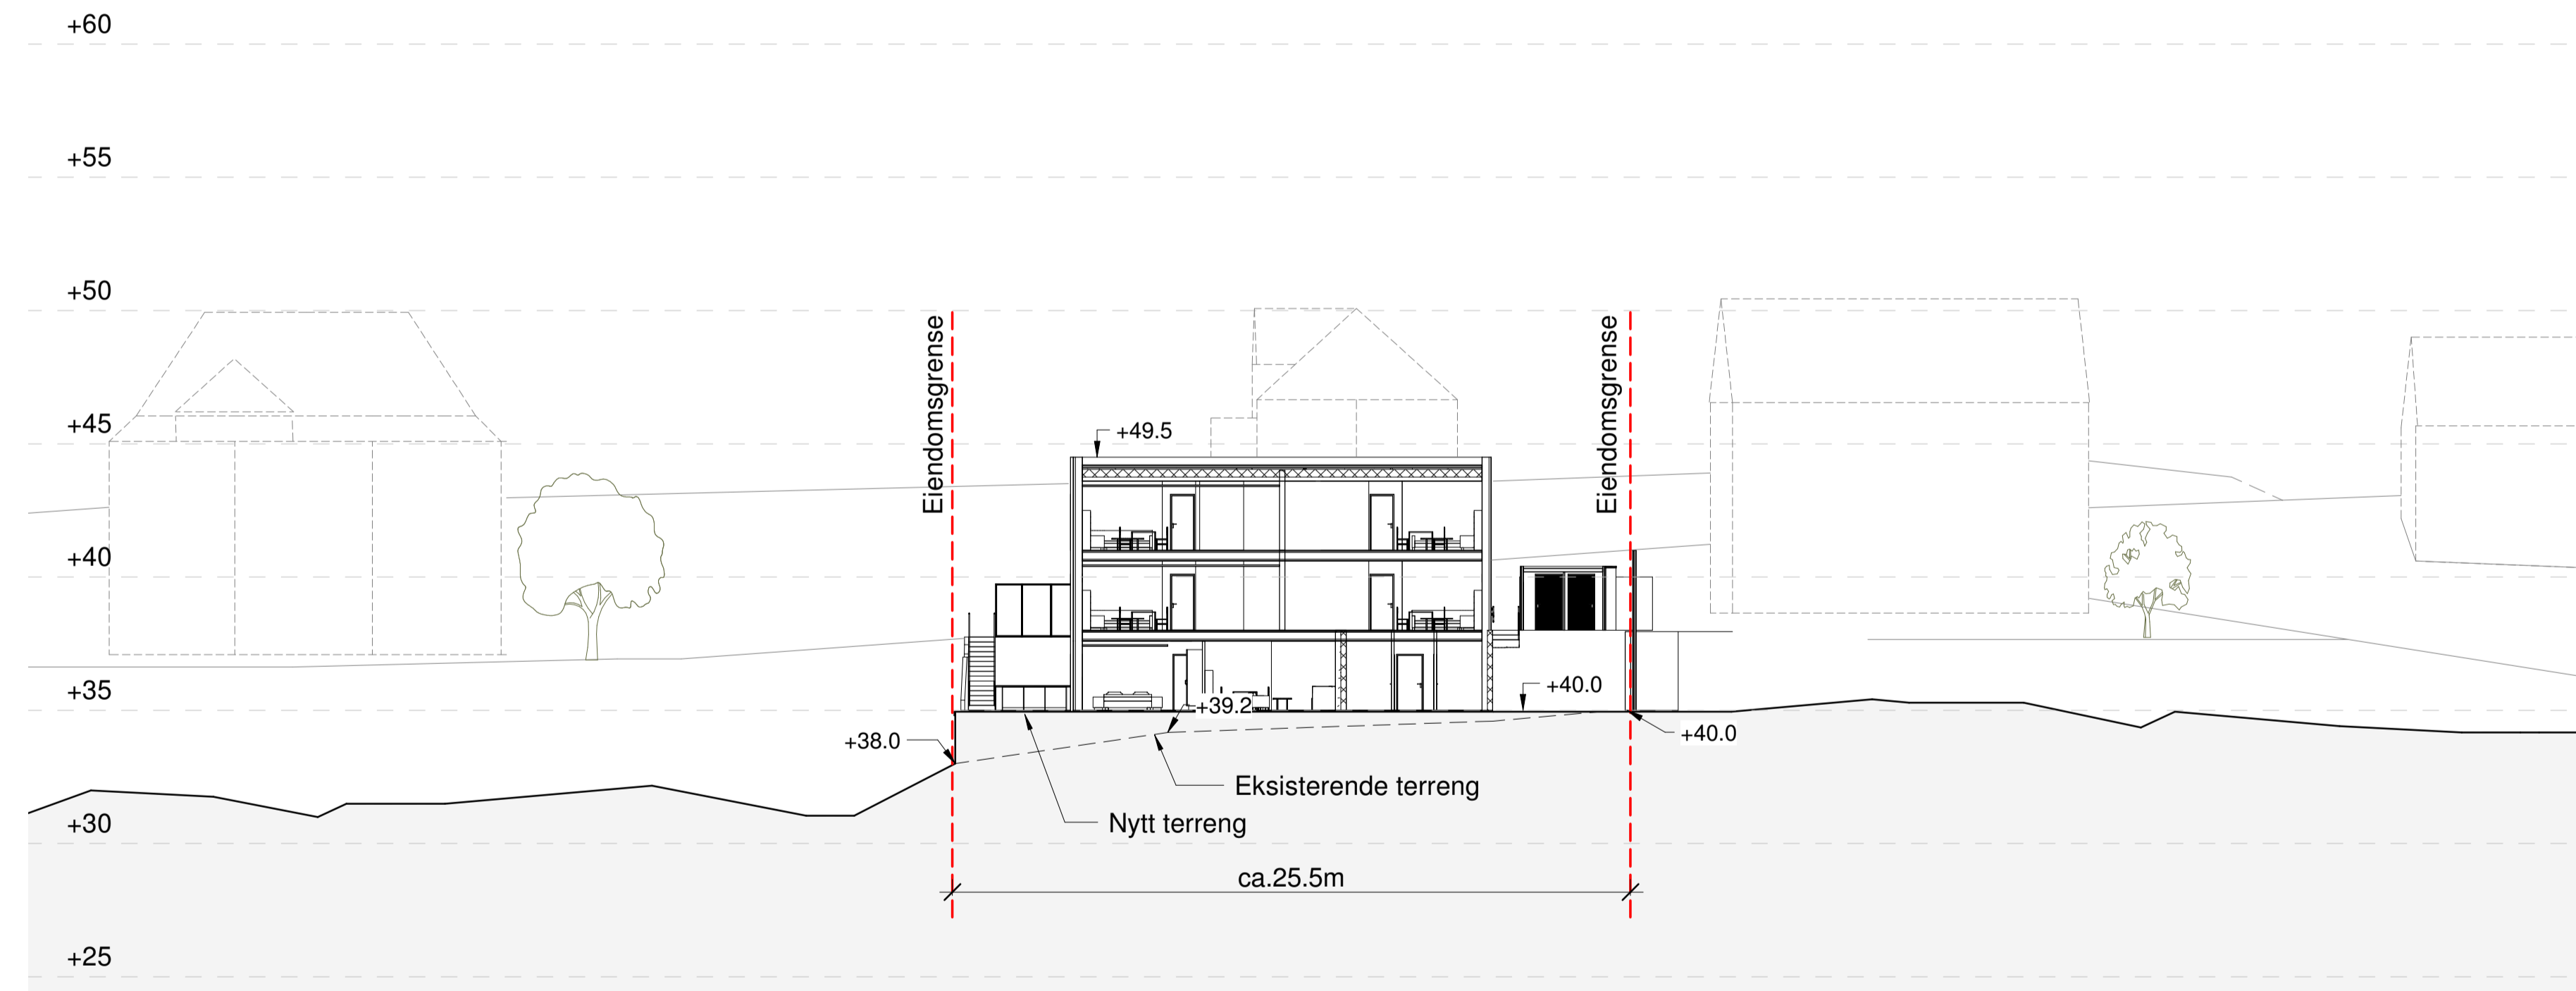 +60
+55
+50
Eiendomsgrense
Eiendomsgrense
+45
+49.5
+40
+35
+40.0
+39.2
+38.0
+40.0
Eksisterende terreng
+30
Nytt terreng
ca.25.5m
+25